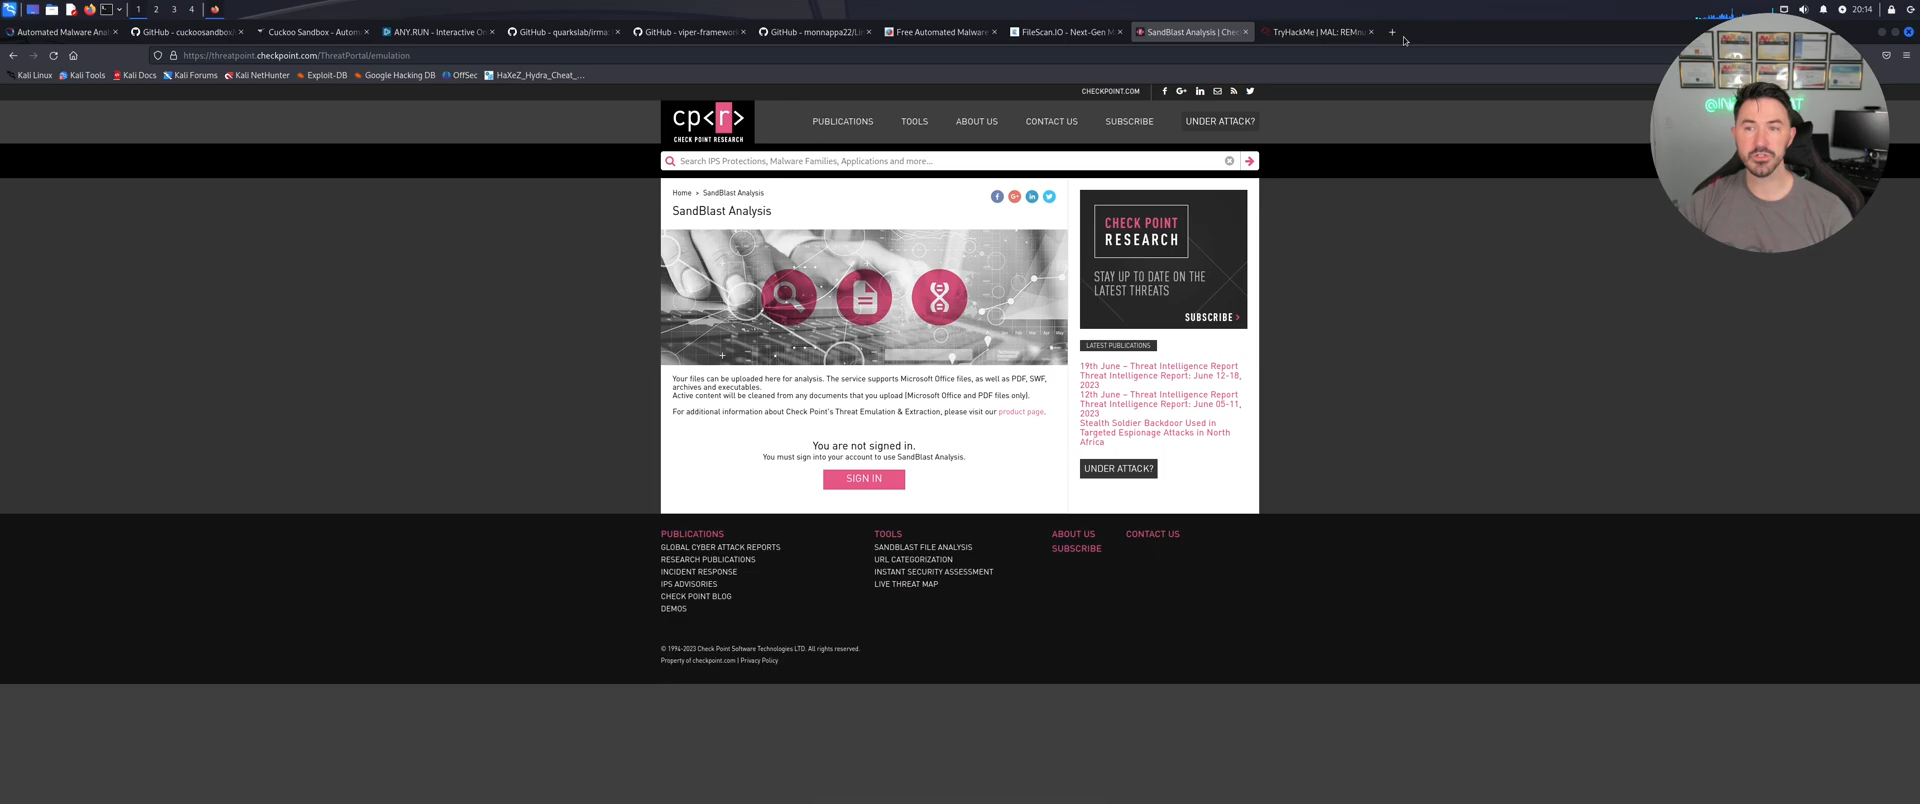 1 2 3 4 20:14
Automated Malware Anal GitHub - cuckoosandbox/ Cuckoo Sandbox - Autom ANY.RUN - Interactive On GitHub - quarkslab/irma: GitHub - viper-framework GitHub - monnappa22/Lim Free Automated Malware FileScan.IO - Next-Gen M SandBlast Analysis | Chec TryHackMe | MAL: REMnu
https://threatpoint.checkpoint.com/ThreatPortal/emulation
Kali Linux Kali Tools Kali Docs Kali Forums Kali NetHunter Exploit-DB Google Hacking DB OffSec HaXeZ_Hydra_Cheat_...
CHECKPOINT.COM
cp<r>
CHECK POINT RESEARCH
PUBLICATIONS TOOLS ABOUT US CONTACT US SUBSCRIBE UNDER ATTACK?
Search IPS Protections, Malware Families, Applications and more...
Home > SandBlast Analysis
SandBlast Analysis
Your files can be uploaded here for analysis. The service supports Microsoft Office files, as well as PDF, SWF,
archives and executables.
Active content will be cleaned from any documents that you upload (Microsoft Office and PDF files only).
For additional information about Check Point's Threat Emulation & Extraction, please visit our product page.
You are not signed in.
You must sign into your account to use SandBlast Analysis.
SIGN IN
CHECK POINT
RESEARCH
STAY UP TO DATE ON THE
LATEST THREATS
SUBSCRIBE >
LATEST PUBLICATIONS
19th June – Threat Intelligence Report
Threat Intelligence Report: June 12-18,
2023
12th June – Threat Intelligence Report
Threat Intelligence Report: June 05-11,
2023
Stealth Soldier Backdoor Used in
Targeted Espionage Attacks in North
Africa
UNDER ATTACK?
PUBLICATIONS
GLOBAL CYBER ATTACK REPORTS
RESEARCH PUBLICATIONS
INCIDENT RESPONSE
IPS ADVISORIES
CHECK POINT BLOG
DEMOS
TOOLS
SANDBLAST FILE ANALYSIS
URL CATEGORIZATION
INSTANT SECURITY ASSESSMENT
LIVE THREAT MAP
ABOUT US
SUBSCRIBE
CONTACT US
© 1994-2023 Check Point Software Technologies LTD. All rights reserved.
Property of checkpoint.com | Privacy Policy